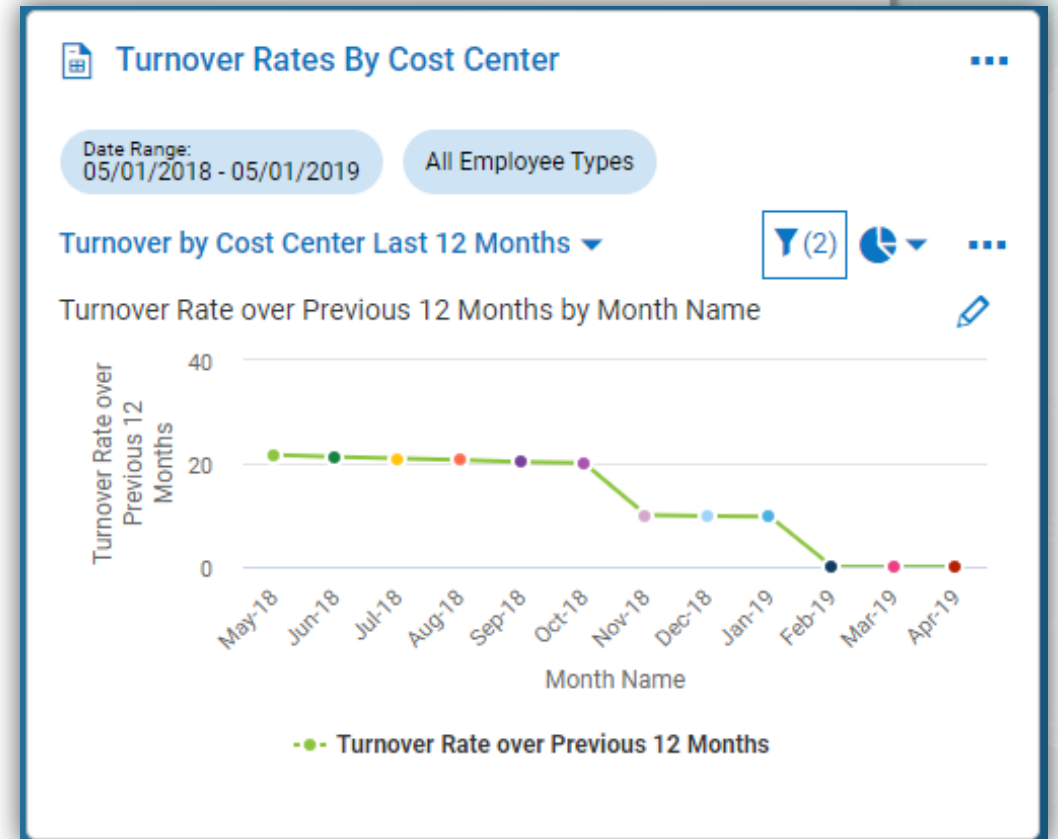 Turnover Rates By Cost Center
Date Range:
05/01/2018 - 05/01/2019
All Employee Types
Turnover by Cost Center Last 12 Months
(2)
Turnover Rate over Previous 12 Months by Month Name
Turnover Rate over
Previous 12
Months
40
20
0
May-18
Jun-18
Jul-18
Aug-18
Sep-18
Oct-18
Nov-18
Dec-18
Jan-19
Feb-19
Mar-19
Apr-19
Month Name
Turnover Rate over Previous 12 Months